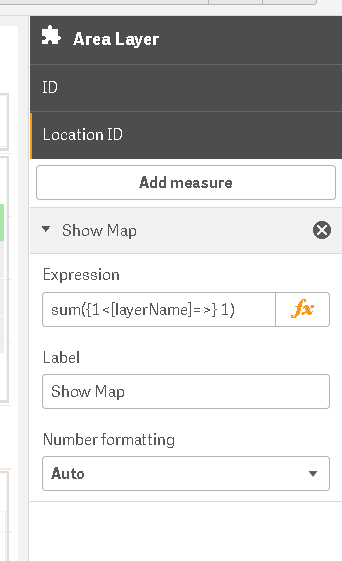 Area Layer
ID
Location ID
Add measure
Show Map
Expression
sum({1<[layerName]=>} 1)
fx
Label
Show Map
Number formatting
Auto